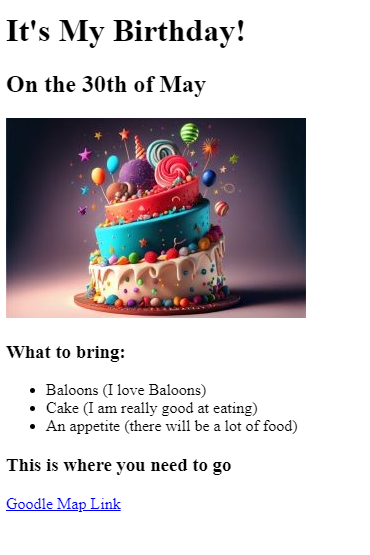 It's My Birthday!
On the 30th of May
What to bring:
Baloons (I love Baloons)
Cake (I am really good at eating)
An appetite (there will be a lot of food)
This is where you need to go
Goodle Map Link